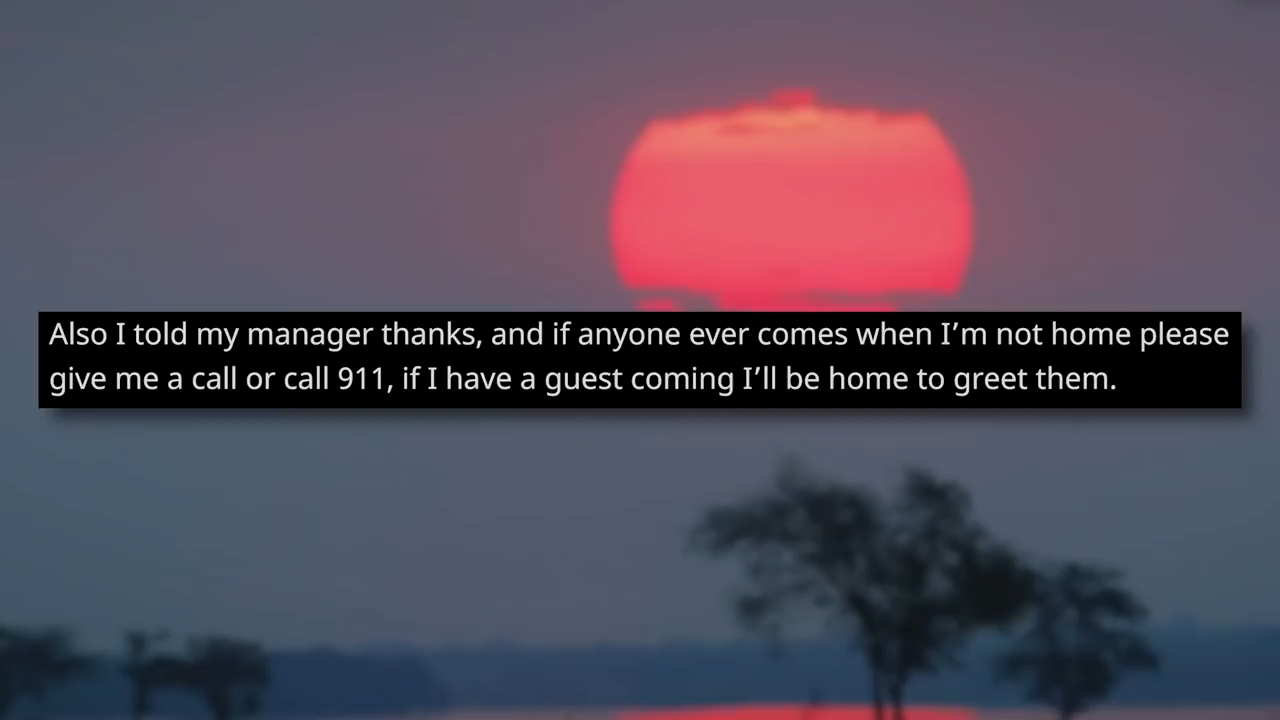 Also I told my manager thanks, and if anyone ever comes when I’m not home please
give me a call or call 911, if I have a guest coming I’ll be home to greet them.